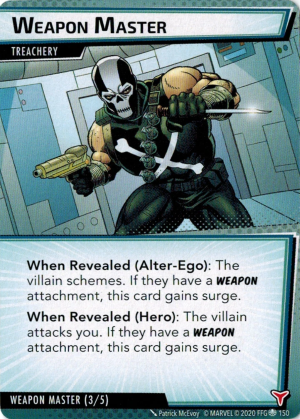 WEAPON MASTER
TREACHERY
When Revealed (Alter-Ego): The
villain schemes. If they have a WEAPON
attachment, this card gains surge.
When Revealed (Hero): The villain
attacks you. If they have a WEAPON
attachment, this card gains surge.
WEAPON MASTER (3/5)
Patrick McEvoy © MARVEL © 2020 FFG 150